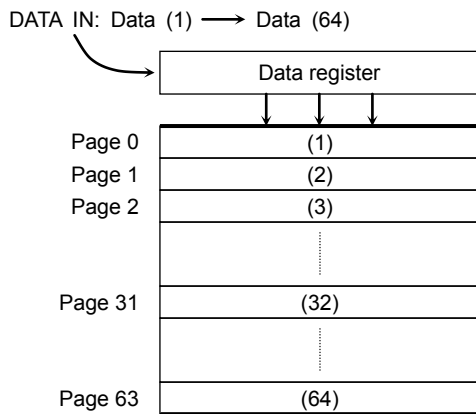 DATA IN: Data (1) ⟶ Data (64)
Data register
Page 0 (1)
Page 1 (2)
Page 2 (3)
Page 31 (32)
Page 63 (64)